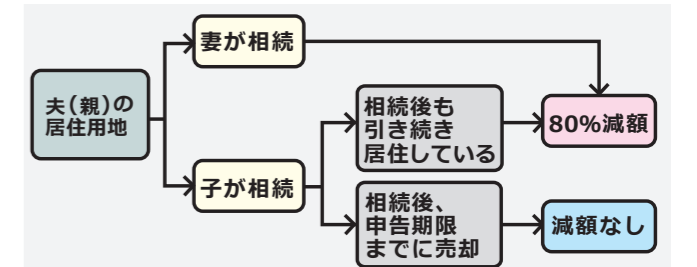 夫（親）の
居住用地
妻が相続
子が相続
相続後も
引き続き
居住している
相続後、
申告期限
までに売却
80%減額
減額なし